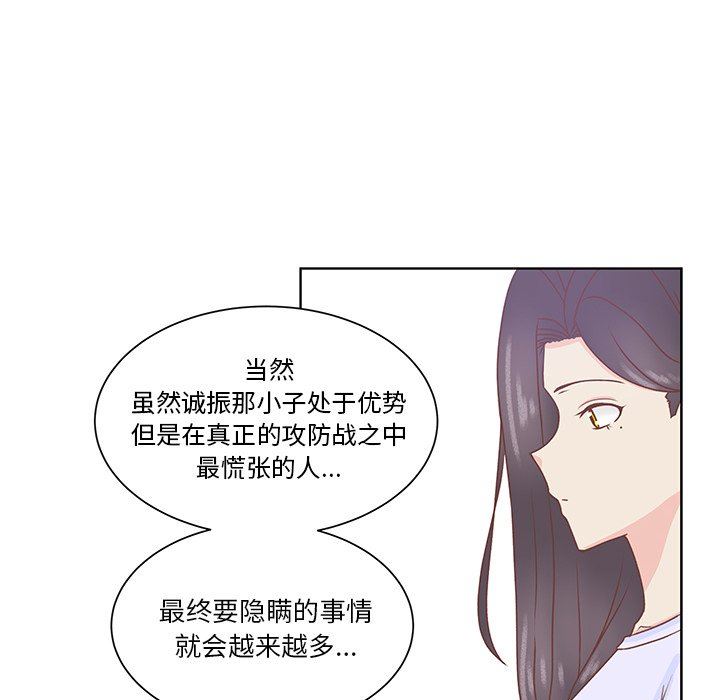 当然
虽然诚振那小子处于优势
但是在真正的攻防战之中
最慌张的人...
最终要隐瞒的事情
就会越来越多...